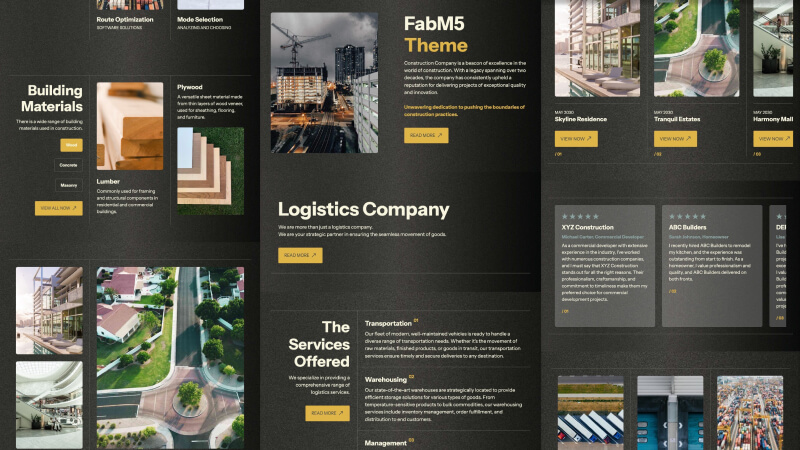 Route Optimization
SOFTWARE SOLUTIONS
Mode Selection
ANALYZING AND CHOOSING
Building
Materials
There is a wide range of building
materials used in construction.
Wood
Concrete
Masonry
VIEW ALL NOW
Lumber
Commonly used for framing
and structural components in
residential and commercial
buildings.
Plywood
A versatile sheet material made
from thin layers of wood veneer,
used for sheathing, flooring,
and furniture.
FabM5
Theme
Construction Company is a beacon of excellence in the
world of construction. With a legacy spanning over two
decades, the company has consistently upheld a
reputation for delivering projects of exceptional quality
and innovation.
Unwavering dedication to pushing the boundaries of
construction practices.
READ MORE
Logistics Company
We are more than just a logistics company.
We are your strategic partner in ensuring the seamless movement of goods.
READ MORE
The
Services
Offered
We specialize in providing a
comprehensive range of
logistics services.
READ MORE
Transportation 01
Our fleet of modern, well-maintained vehicles is ready to handle a
diverse range of transportation needs. Whether it's the movement of
raw materials, finished products, or goods in transit, our transportation
services ensure timely and secure deliveries to any destination.
Warehousing 02
Our state-of-the-art warehouses are strategically located to provide
efficient storage solutions for various types of goods. From
temperature-sensitive products to bulk commodities, our warehousing
services include inventory management, order fulfillment, and
distribution to end customers.
Management 03
MAY 2030
Skyline Residence
VIEW NOW
/ 01
MAY 2030
Tranquil Estates
VIEW NOW
/ 02
MAY 2030
Harmony Mall
VIEW NOW
/ 03
XYZ Construction
Michael Carter, Commercial Developer
As a commercial developer with extensive
experience in the industry, I've worked
with numerous construction companies,
and I must say that XYZ Construction
stands out for all the right reasons. Their
professionalism, craftsmanship, and
commitment to timeliness make them my
preferred choice for commercial
development projects.
/ 01
ABC Builders
Sarah Johnson, Homeowner
I recently hired ABC Builders to remodel
my kitchen, and the experience was
outstanding from start to finish. As a
homeowner, I value professionalism and
quality, and ABC Builders delivered on
both fronts.
/ 02
/ 03